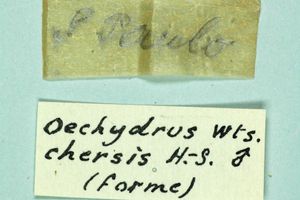 S Paulo
Oechydrus Wts.
chersis H.-S. ♂
(forme)